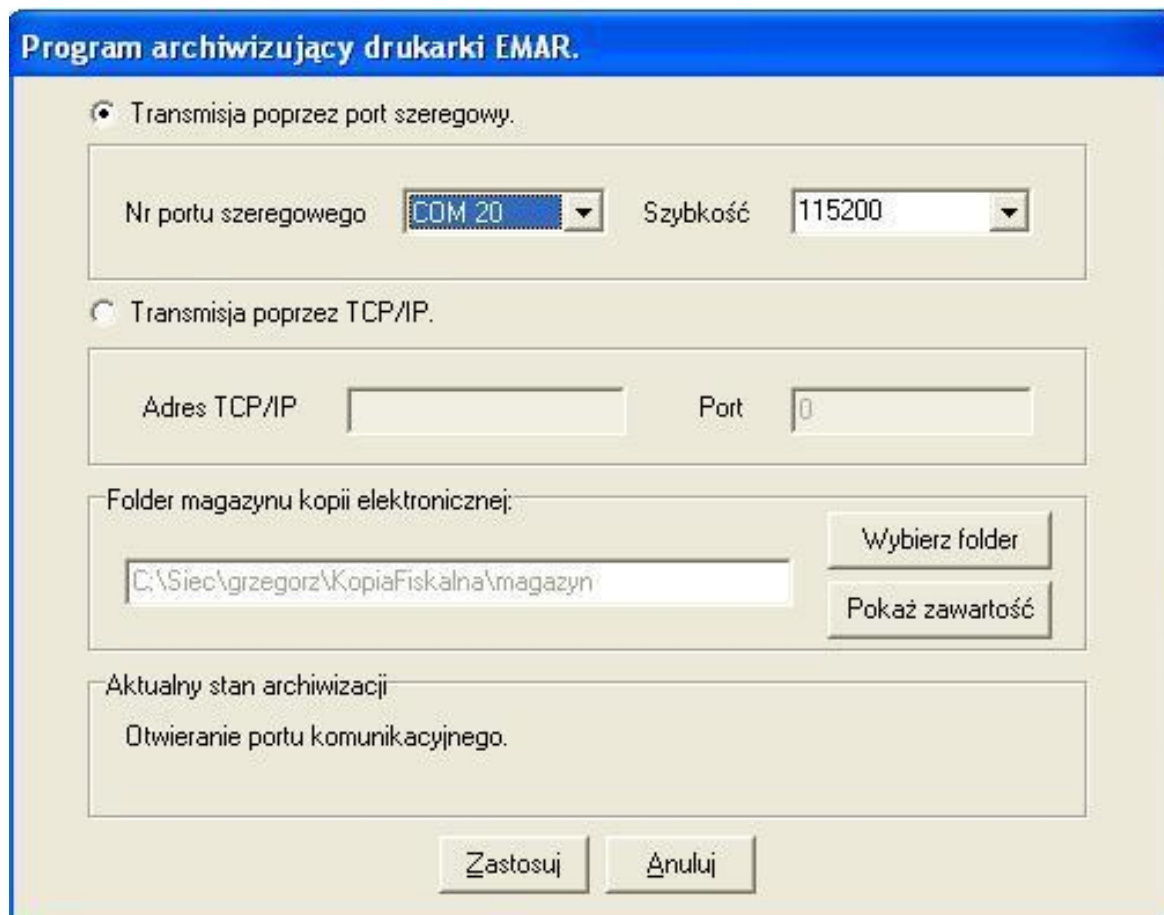 Program archiwizujący drukarki EMAR.
Transmisja poprzez port szeregowy.
Nr portu szeregowego COM 20 Szybkość 115200
Transmisja poprzez TCP/IP.
Adres TCP/IP Port 0
Folder magazynu kopii elektronicznej:
Wybierz folder
C:\Siec\grzegorz\KopiaFiskalna\magazyn
Pokaż zawartość
Aktualny stan archiwizacji
Otwieranie portu komunikacyjnego.
Zastosuj Anuluj